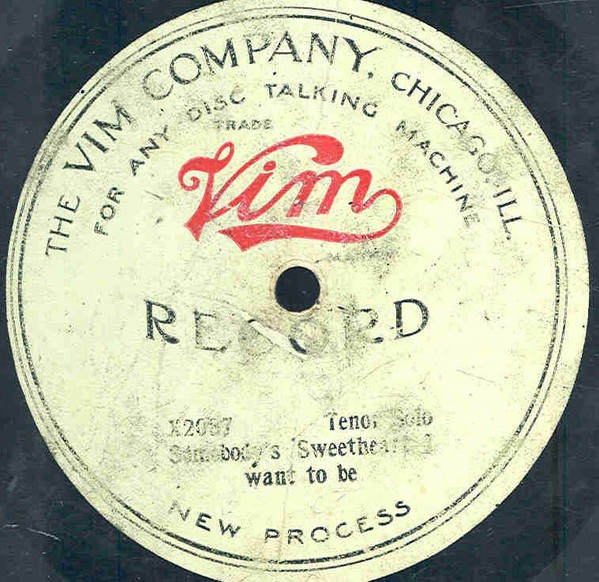 THE VIM COMPANY, CHICAGO ILL.
FOR ANY DISC TALKING MACHINE
TRADE
Vim
RECORD
Tenor Solo
Somebody's Sweetheart I
want to be
NEW PROCESS